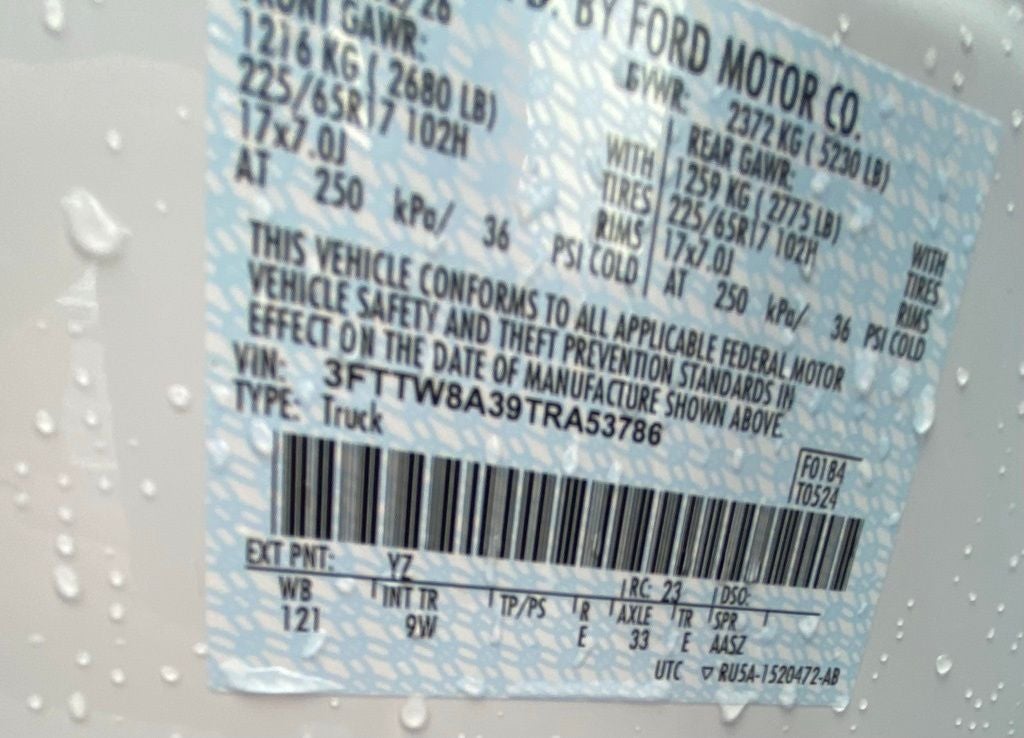 BY FORD MOTOR CO.
/26
FRONT GAWR:
1216 KG ( 2680 LB)
225/65R17 102H
17x7.0J
AT 250 kPa/ 36
WITH
TIRES
RIMS
PSI COLD
GVWR: 2372 KG ( 5230 LB)
REAR GAWR:
1259 KG ( 2775 LB)
225/65R17 102H
17x7.0J
AT 250 kPa/ 36
WITH
TIRES
RIMS
PSI COLD
THIS VEHICLE CONFORMS TO ALL APPLICABLE FEDERAL MOTOR
VEHICLE SAFETY AND THEFT PREVENTION STANDARDS IN
EFFECT ON THE DATE OF MANUFACTURE SHOWN ABOVE.
VIN: 3FTTW8A39TRA53786
TYPE: Truck
F0184
T0524
EXT PNT: YZ RC: 23 DSO:
WB INT TR TP/PS R AXLE TR SPR
121 9W E 33 E AASZ
UTC ▽ RU5A-1520472-AB